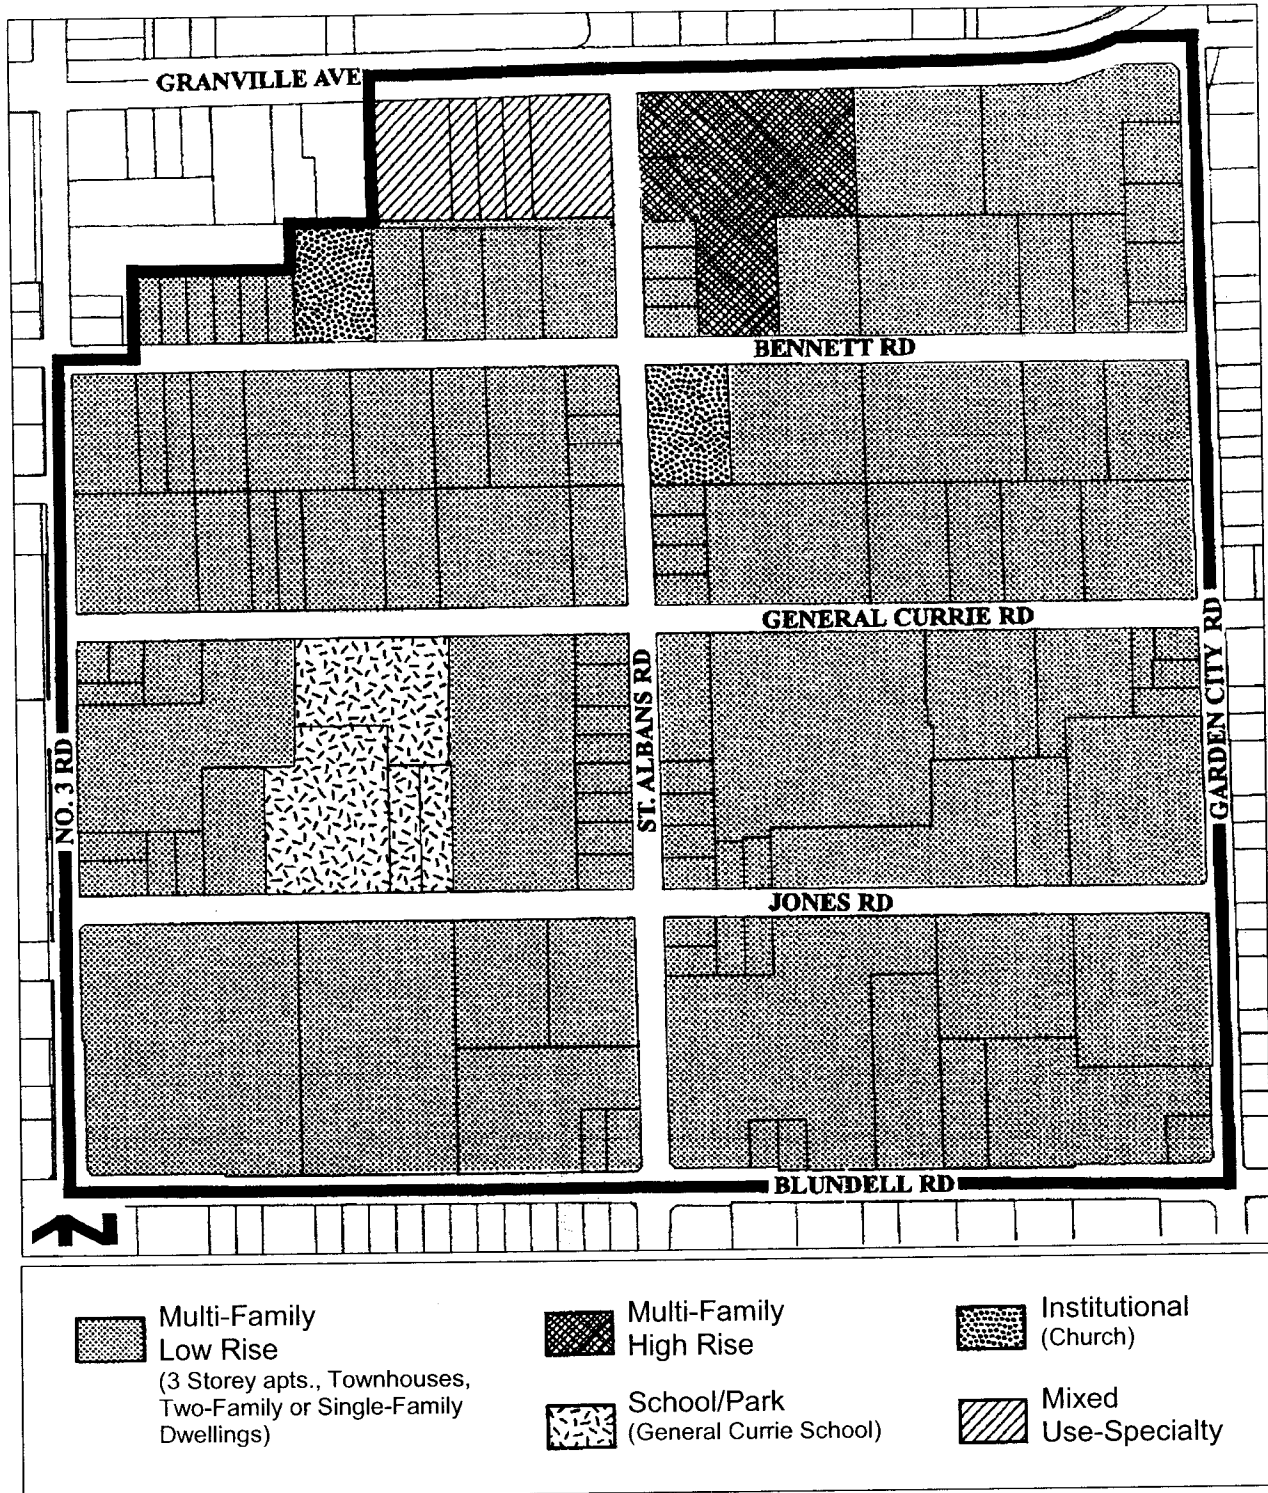 GRANVILLE AVE
BENNETT RD
GENERAL CURRIE RD
NO. 3 RD
ST. ALBANS RD
GARDEN CITY RD
JONES RD
BLUNDELL RD
N
Multi-Family
Low Rise
(3 Storey apts., Townhouses,
Two-Family or Single-Family
Dwellings)
Multi-Family
High Rise
School/Park
(General Currie School)
Institutional
(Church)
Mixed
Use-Specialty